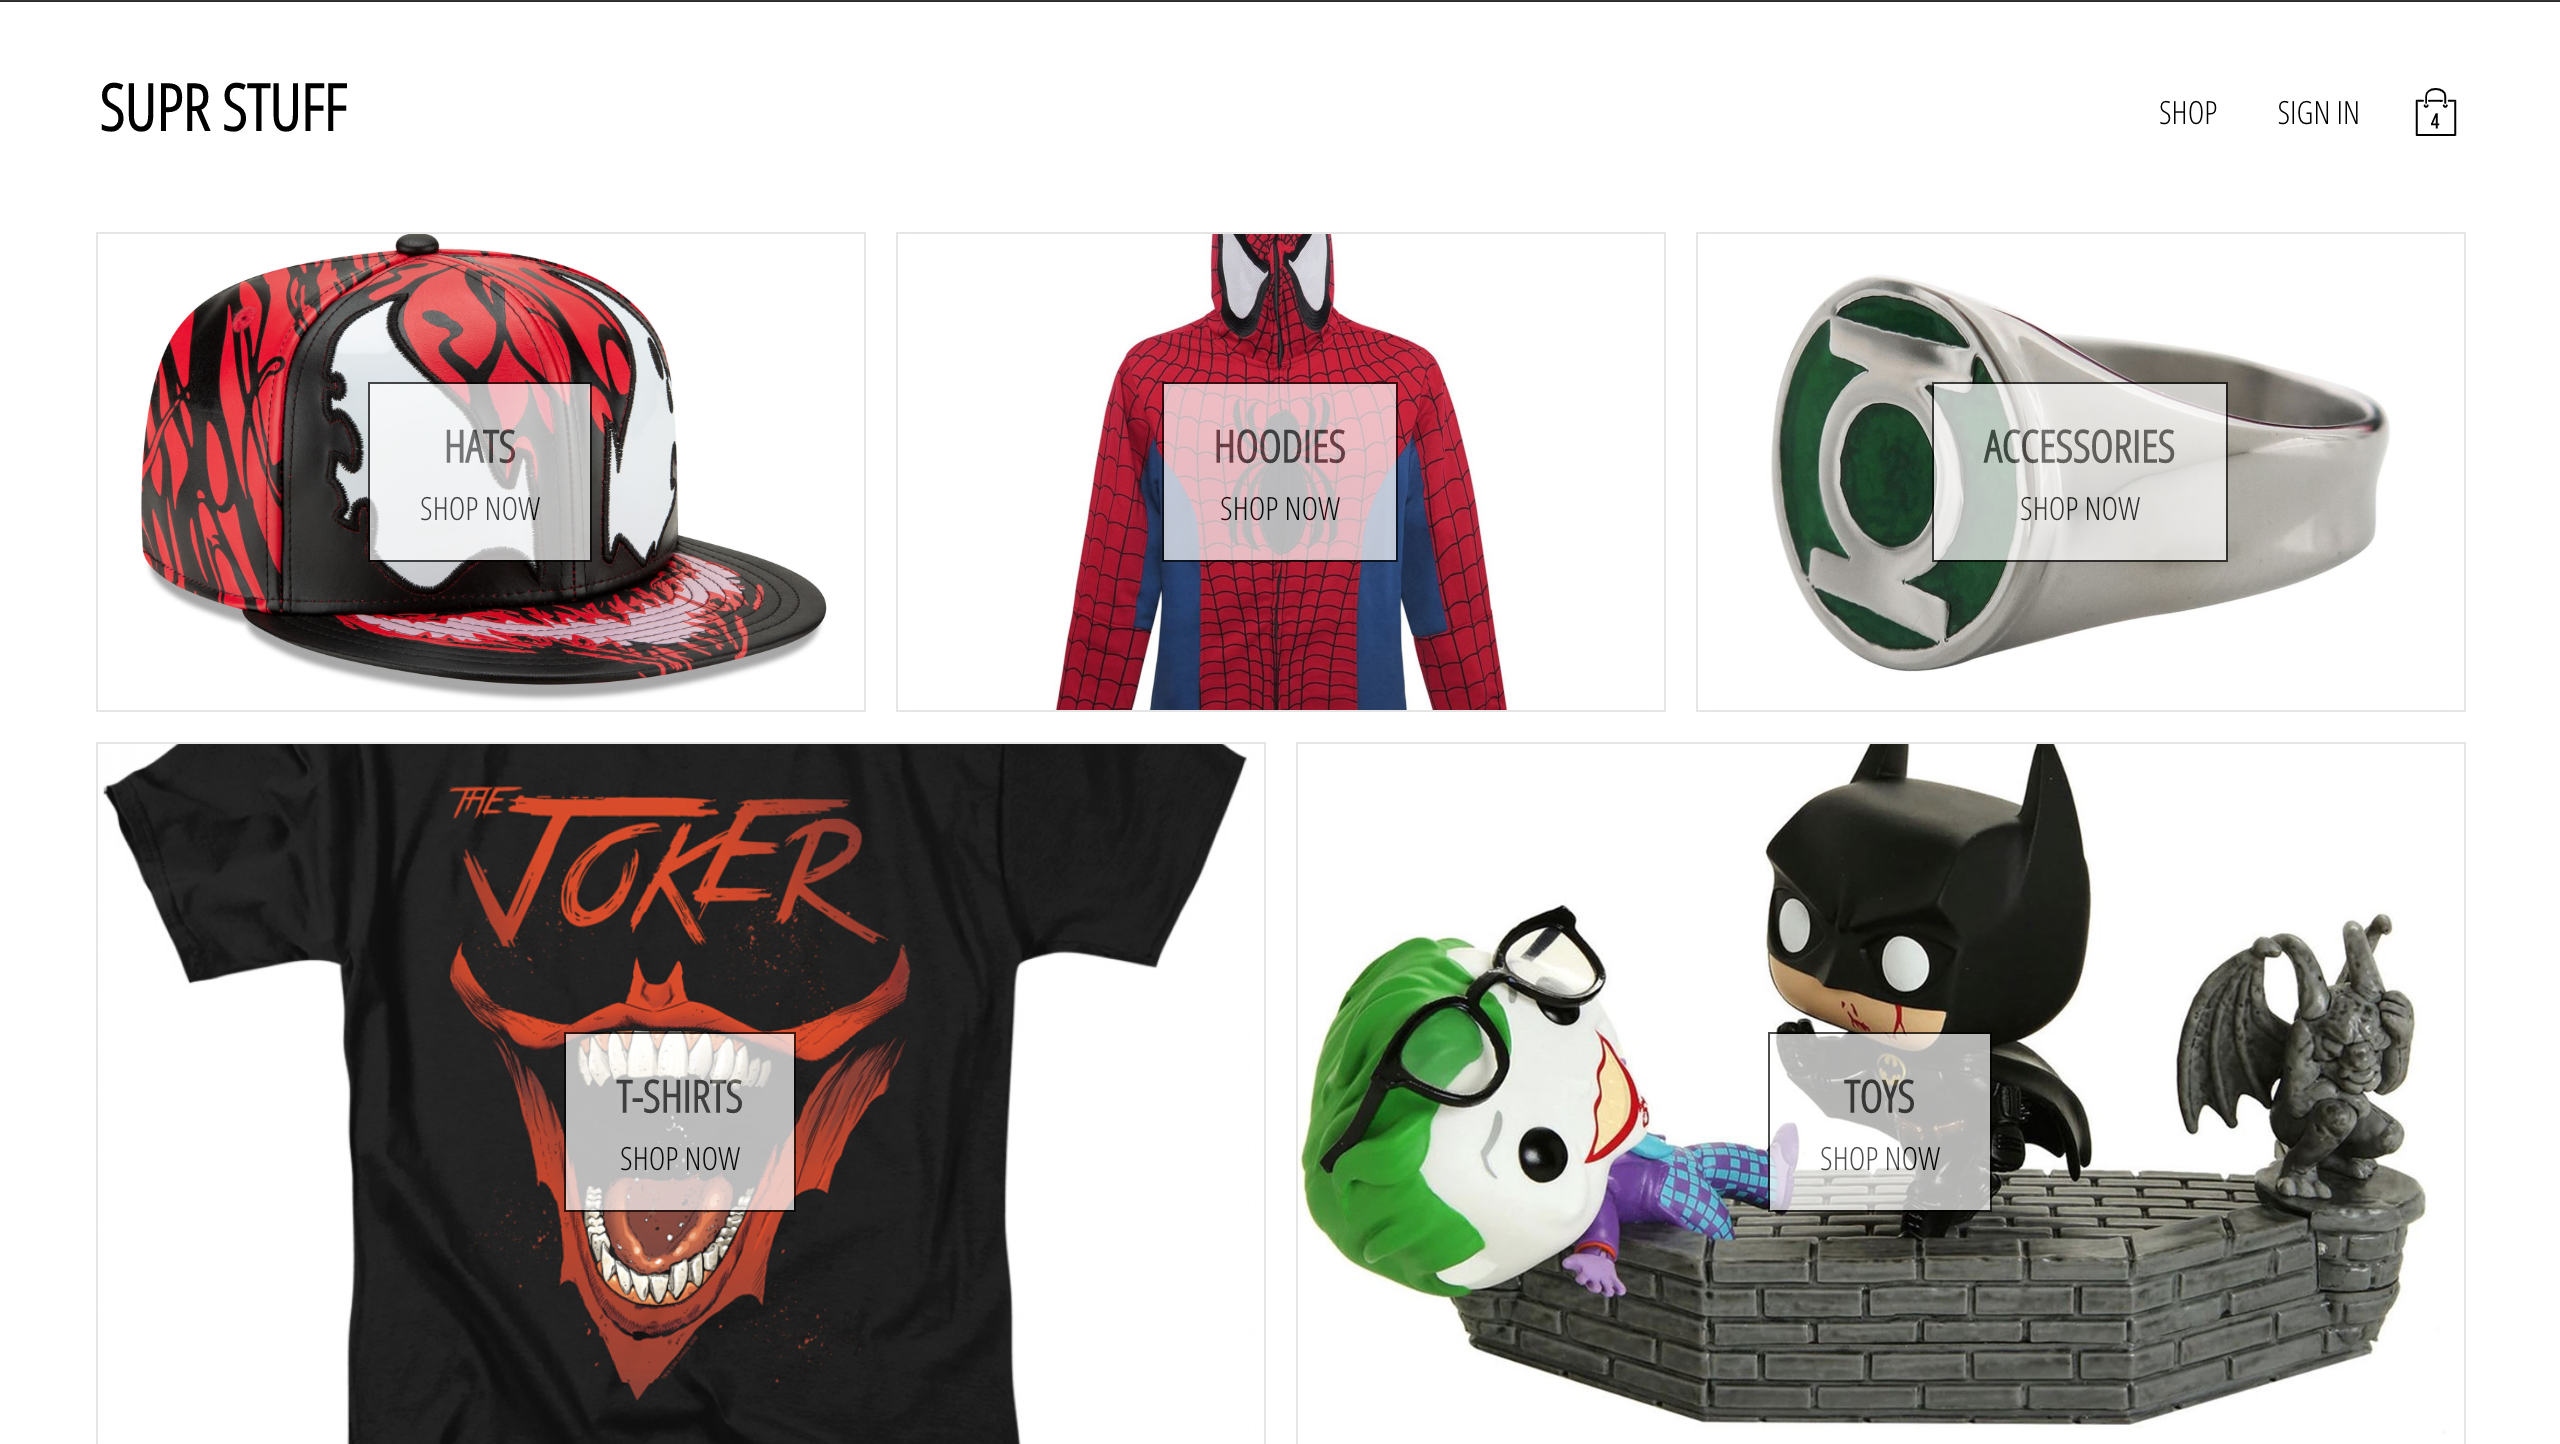 SUPR STUFF
SHOP
SIGN IN
4
HATS
SHOP NOW
HOODIES
SHOP NOW
ACCESSORIES
SHOP NOW
THE
JOKER
T-SHIRTS
SHOP NOW
TOYS
SHOP NOW